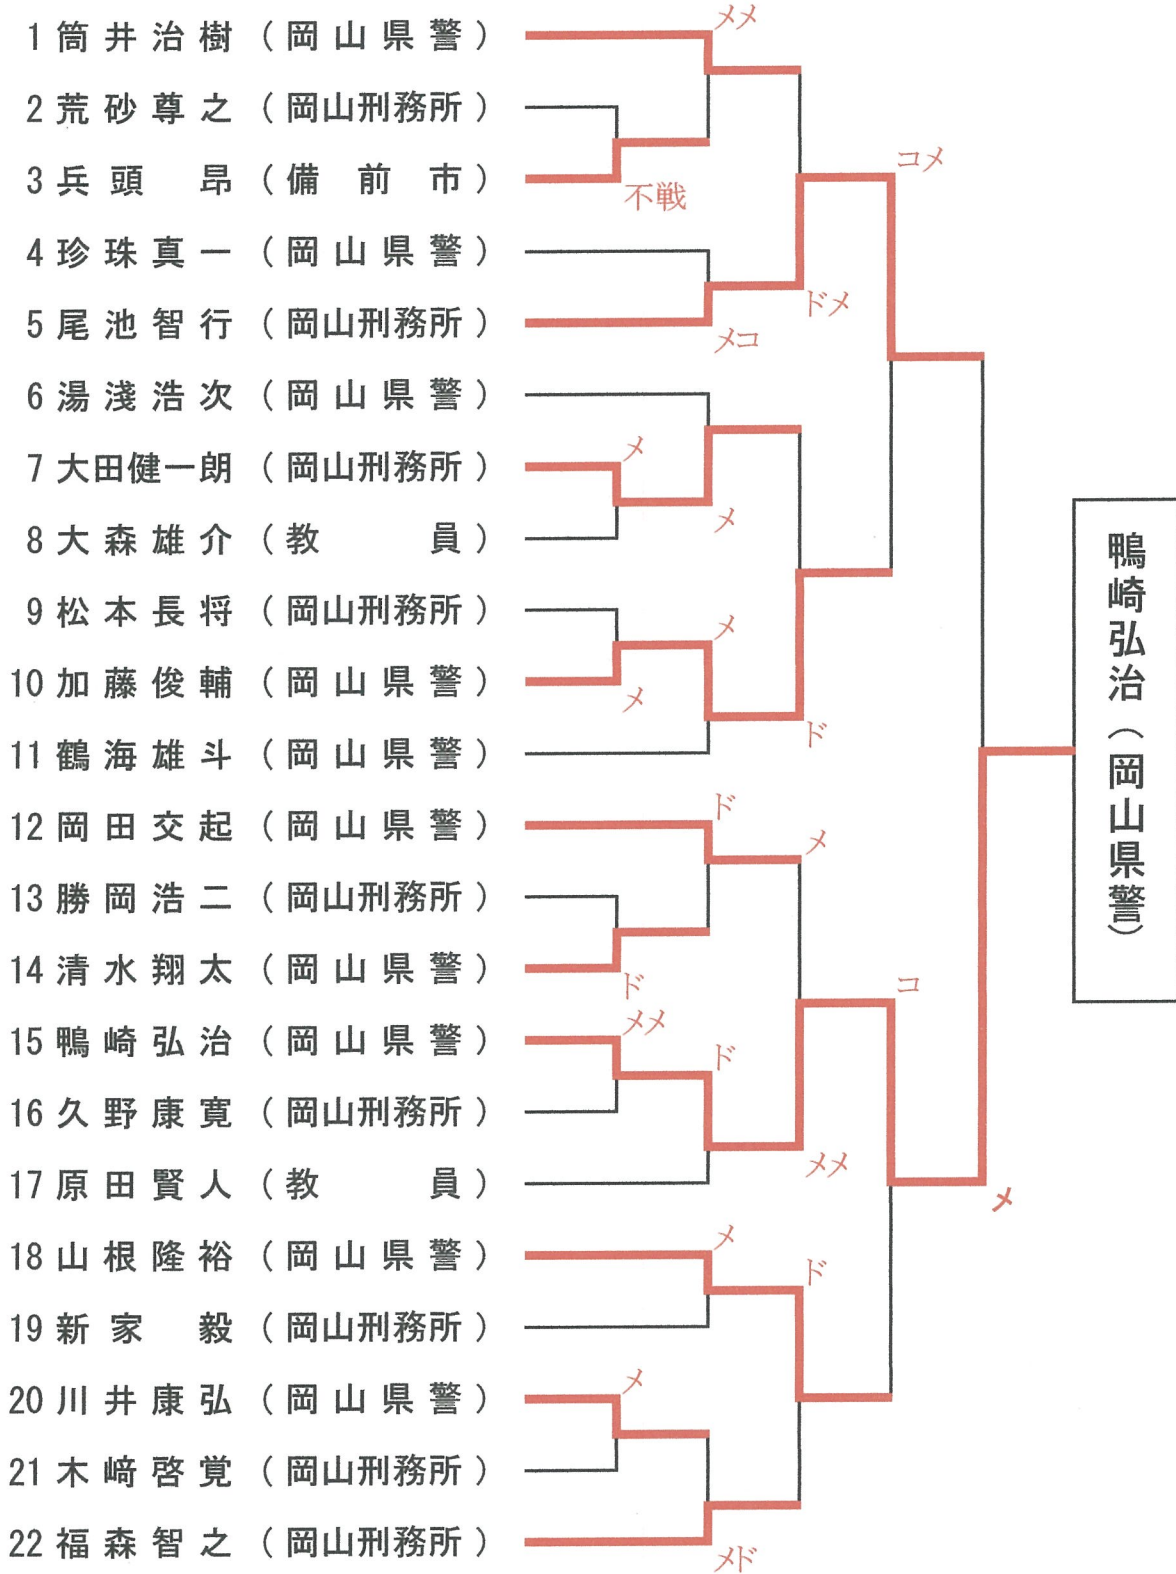 1 筒井治樹 (岡山県警)
メメ
2 荒砂尊之 (岡山刑務所)
3 兵頭 昂 (備前市)
不戦
コメ
4 珍珠真一 (岡山県警)
5 尾池智行 (岡山刑務所)
メコ
ドメ
6 湯淺浩次 (岡山県警)
7 大田健一朗 (岡山刑務所)
メ
メ
8 大森雄介 (教員)
9 松本長将 (岡山刑務所)
メ
10 加藤俊輔 (岡山県警)
メ
ド
11 鶴海雄斗 (岡山県警)
鴨崎弘治(岡山県警)
12 岡田交起 (岡山県警)
ド
メ
13 勝岡浩二 (岡山刑務所)
14 清水翔太 (岡山県警)
ド
コ
15 鴨崎弘治 (岡山県警)
メメ
ド
16 久野康寛 (岡山刑務所)
メメ
17 原田賢人 (教員)
メ
18 山根隆裕 (岡山県警)
メ
ド
19 新家 毅 (岡山刑務所)
20 川井康弘 (岡山県警)
メ
21 木﨑啓覚 (岡山刑務所)
22 福森智之 (岡山刑務所)
メド